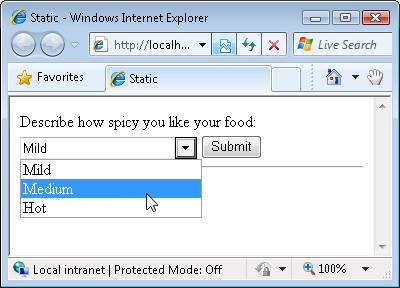 Static - Windows Internet Explorer
http://localh...
Live Search
Favorites
Static
Describe how spicy you like your food:
Mild
Submit
Mild
Medium
Hot
Local intranet | Protected Mode: Off
100%